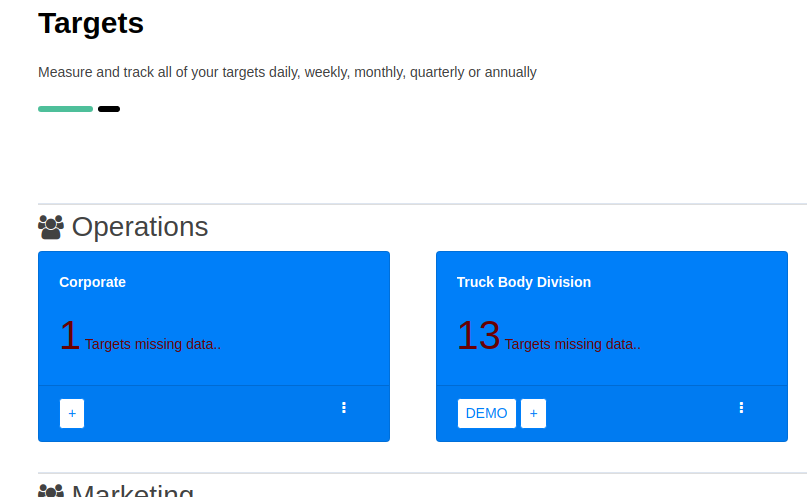 Targets
Measure and track all of your targets daily, weekly, monthly, quarterly or annually
Operations
Corporate
1 Targets missing data..
+
Truck Body Division
13 Targets missing data..
DEMO +
Marketing